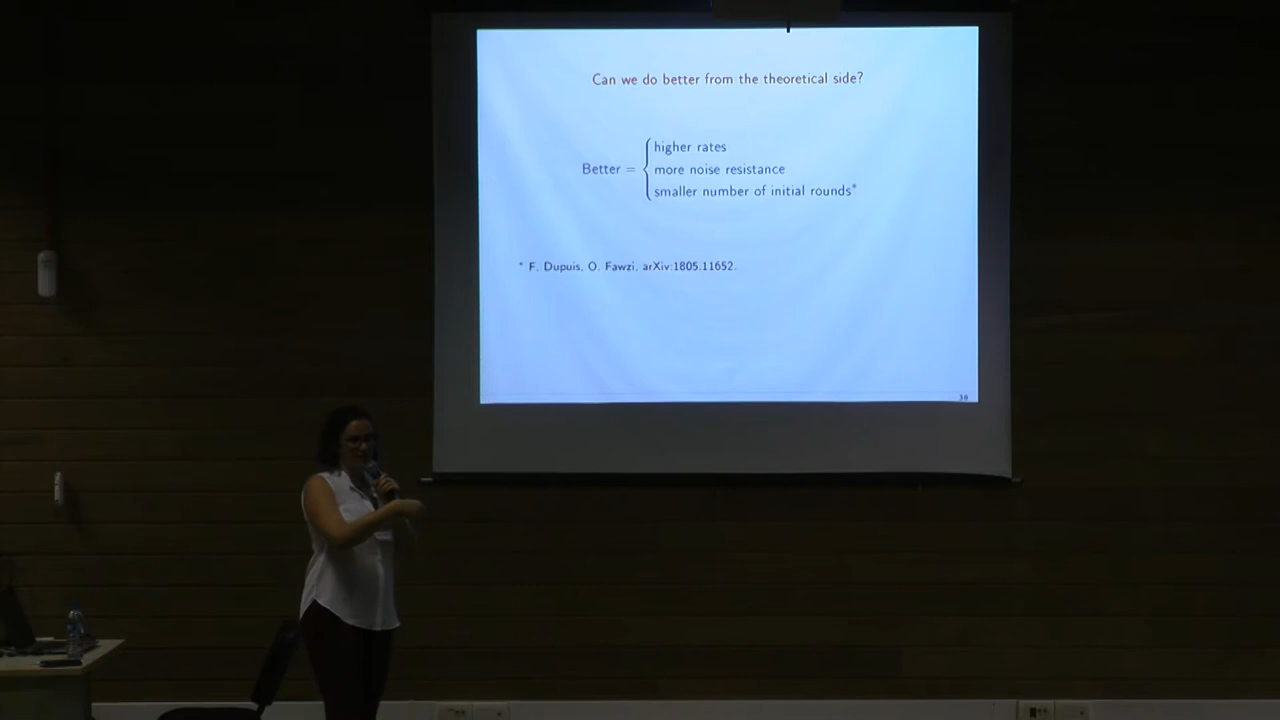 Can we do better from the theoretical side?
higher rates
Better = { more noise resistance
smaller number of initial rounds*
* F. Dupuis, O. Fawzi, arXiv:1805.11652.
38